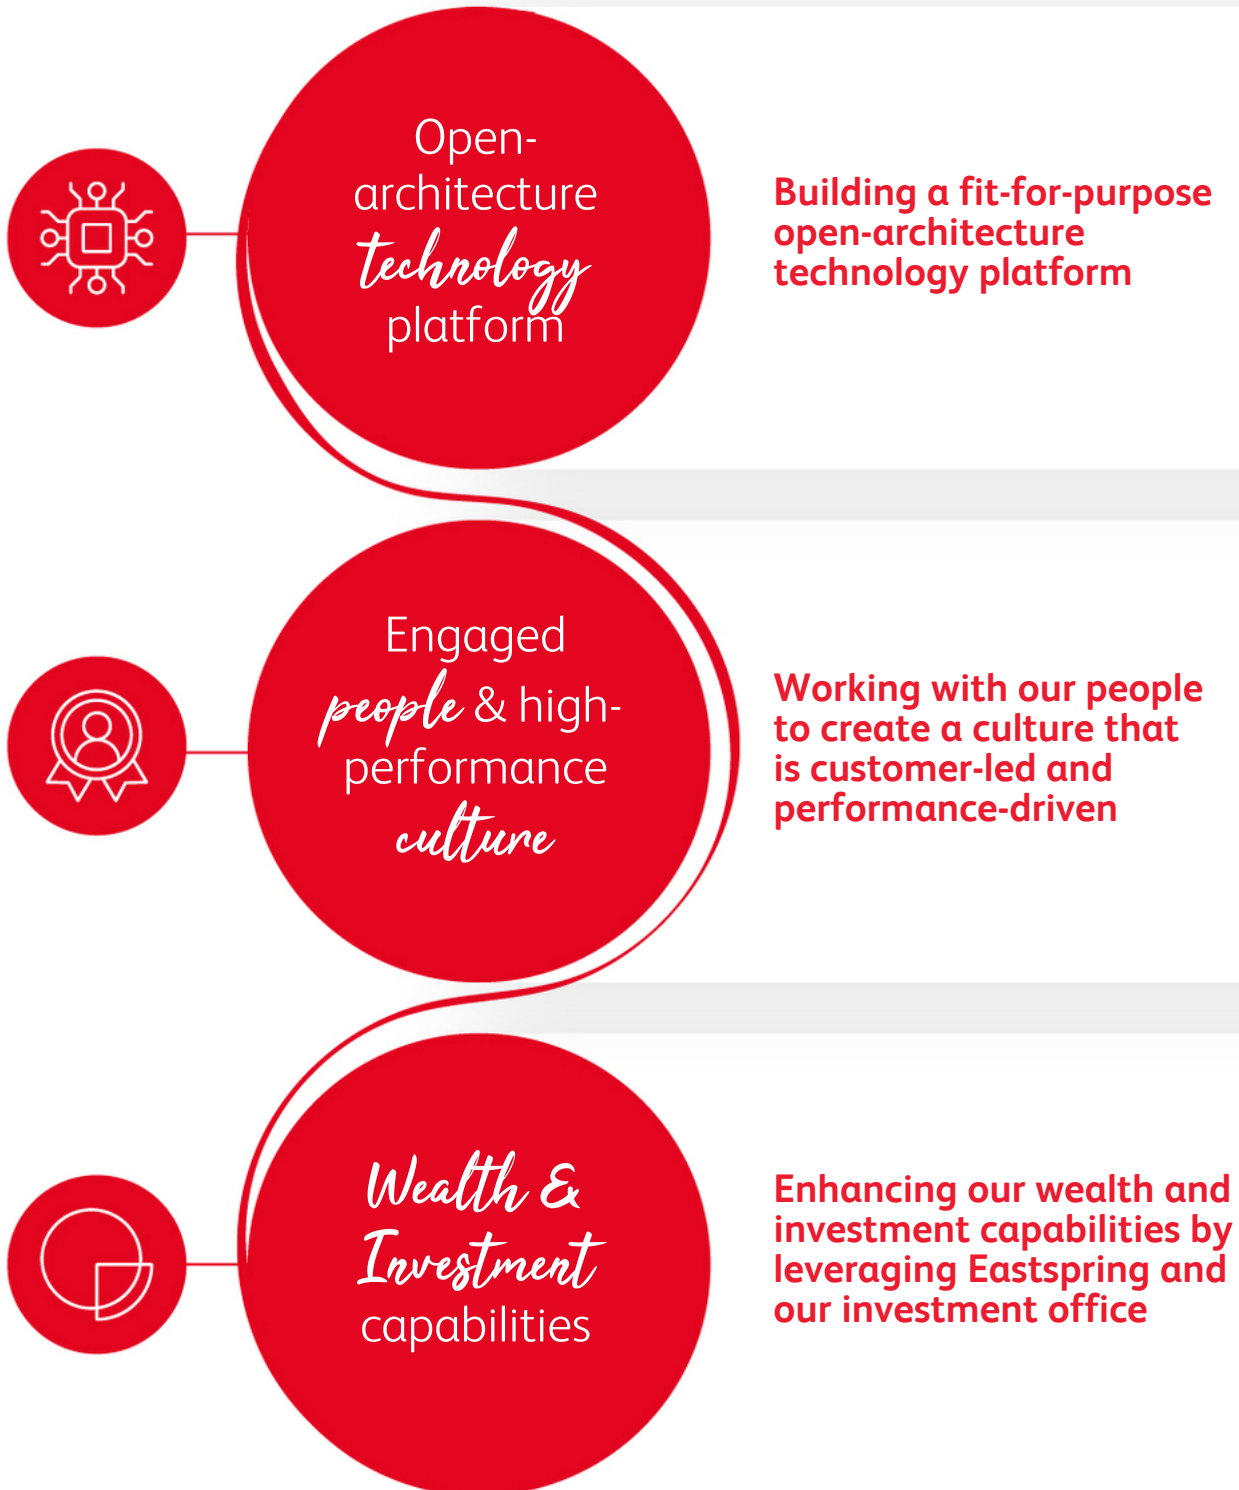 Open-
architecture
technology
platform
Building a fit-for-purpose
open-architecture
technology platform
Engaged
people & high-
performance
culture
Working with our people
to create a culture that
is customer-led and
performance-driven
Wealth &
Investment
capabilities
Enhancing our wealth and
investment capabilities by
leveraging Eastspring and
our investment office